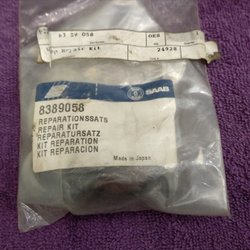 83 89 058
OES
Repair Kit
24928
SAAB
8389058
REPARATIONSSATS
REPAIR KIT
REPARATURSATZ
KIT REPARATION
KIT REPARACION
Made in Japan